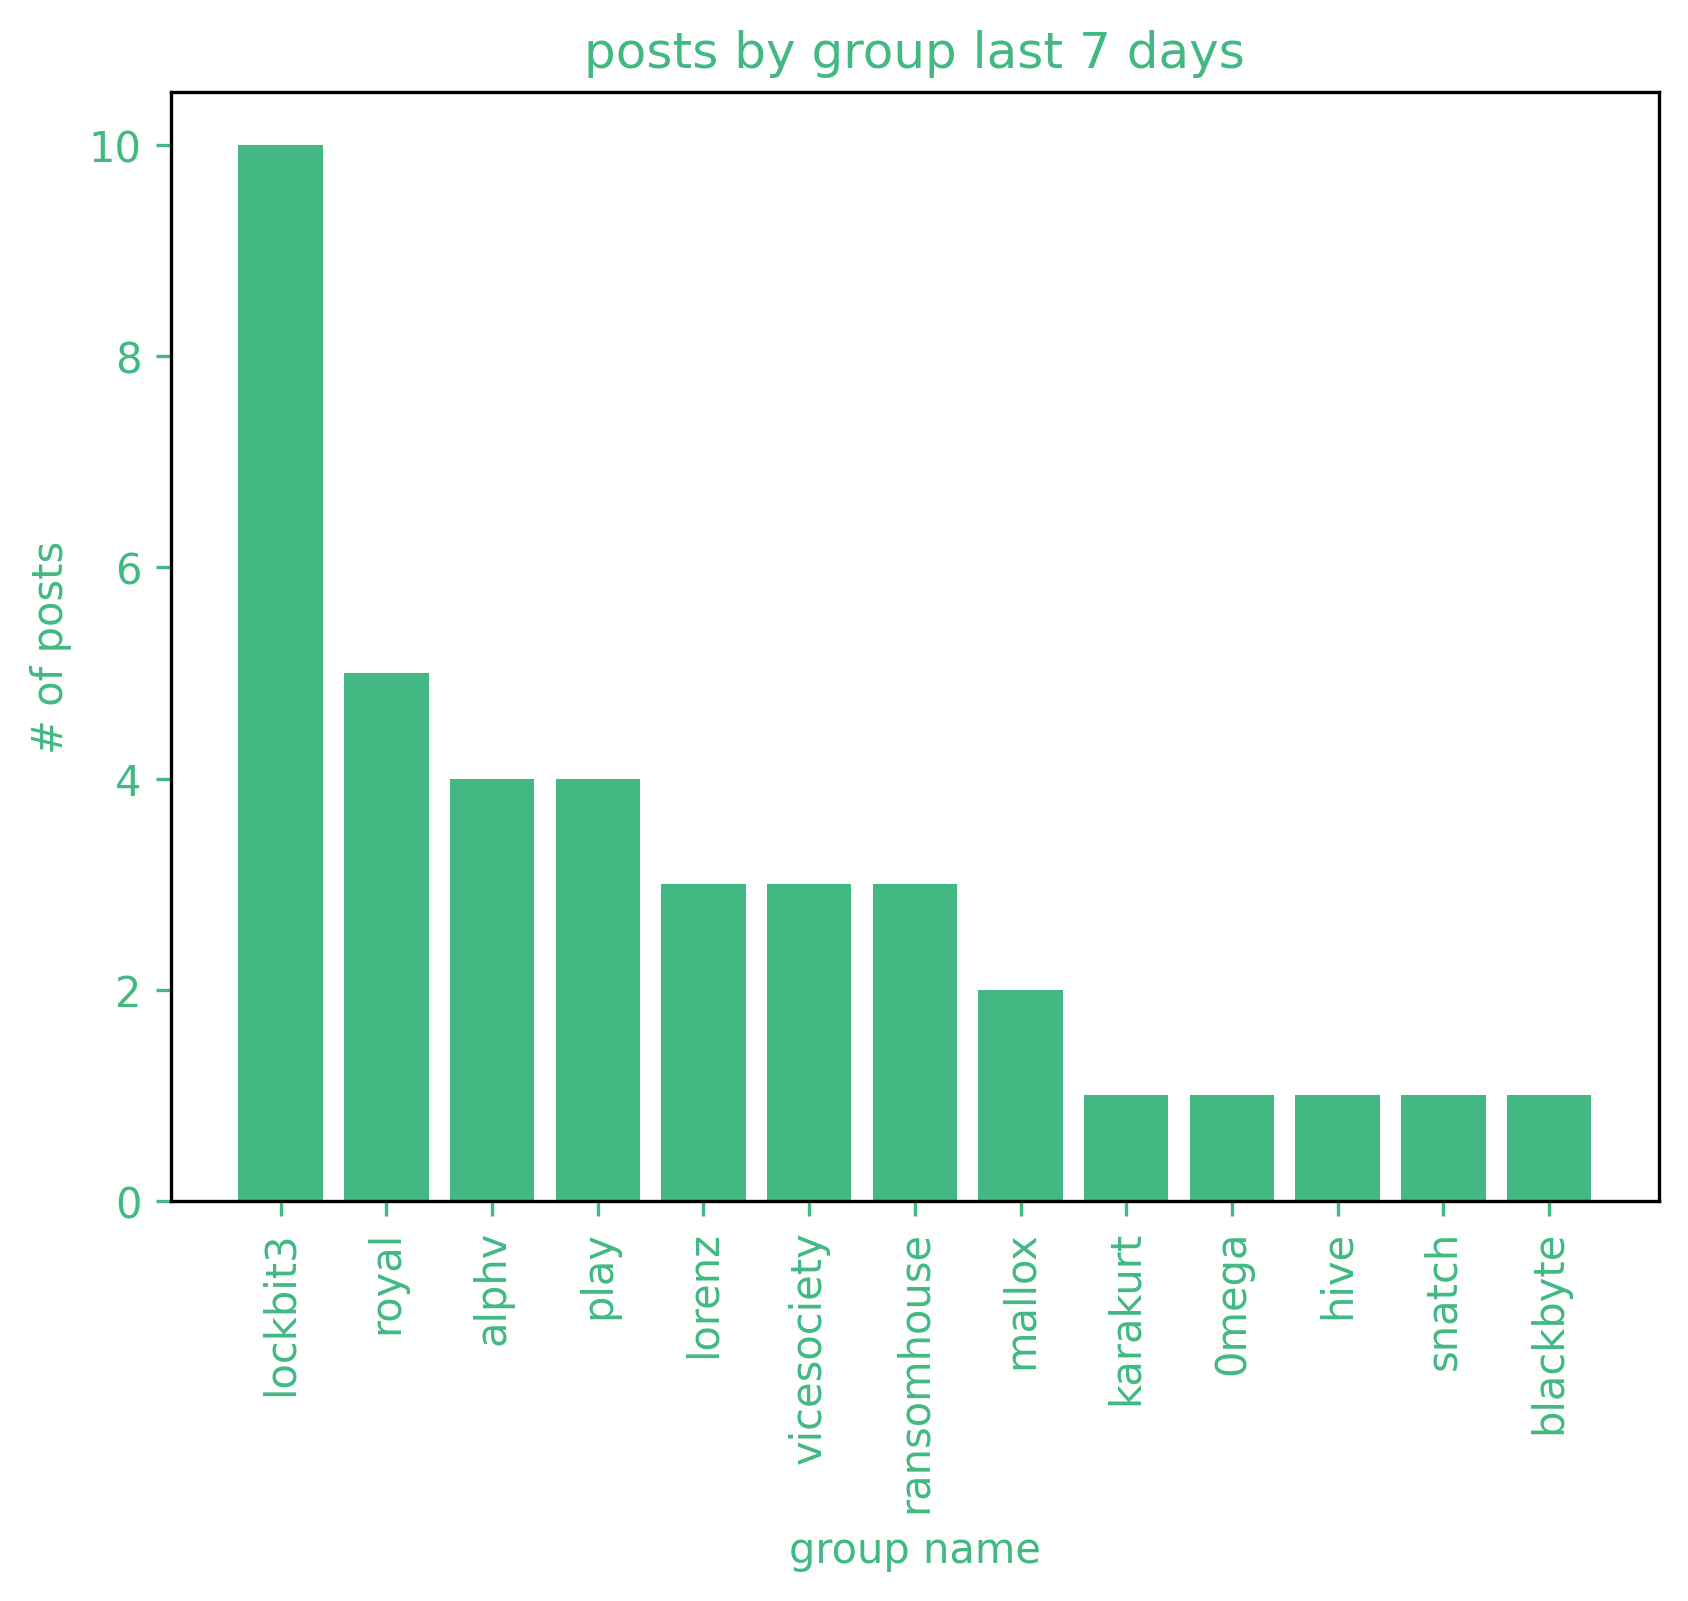 posts by group last 7 days
10
8
6
4
2
0
# of posts
lockbit3
royal
alphv
play
lorenz
vicesociety
ransomhouse
mallox
karakurt
0mega
hive
snatch
blackbyte
group name